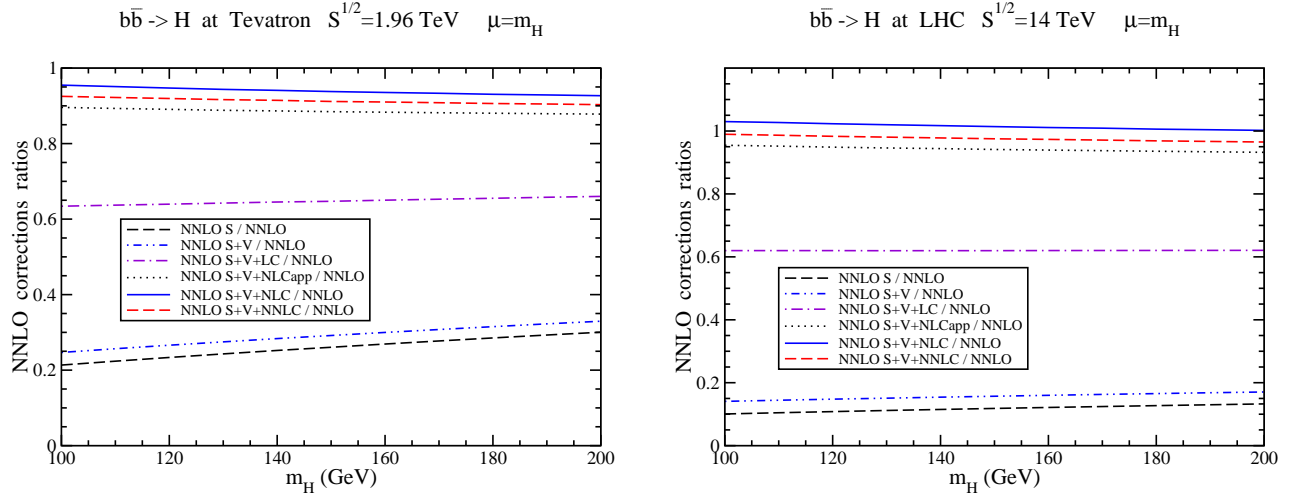 bb̅ -> H at Tevatron S^1/2=1.96 TeV μ=m_H
NNLO corrections ratios
1
0.8
0.6
0.4
0.2
0
NNLO S / NNLO
NNLO S+V / NNLO
NNLO S+V+LC / NNLO
NNLO S+V+NLCapp / NNLO
NNLO S+V+NLC / NNLO
NNLO S+V+NNLC / NNLO
100 120 140 160 180 200
m_H (GeV)
bb̅ -> H at LHC S^1/2=14 TeV μ=m_H
NNLO corrections ratios
1
0.8
0.6
0.4
0.2
0
NNLO S / NNLO
NNLO S+V / NNLO
NNLO S+V+LC / NNLO
NNLO S+V+NLCapp / NNLO
NNLO S+V+NLC / NNLO
NNLO S+V+NNLC / NNLO
100 120 140 160 180 200
m_H (GeV)